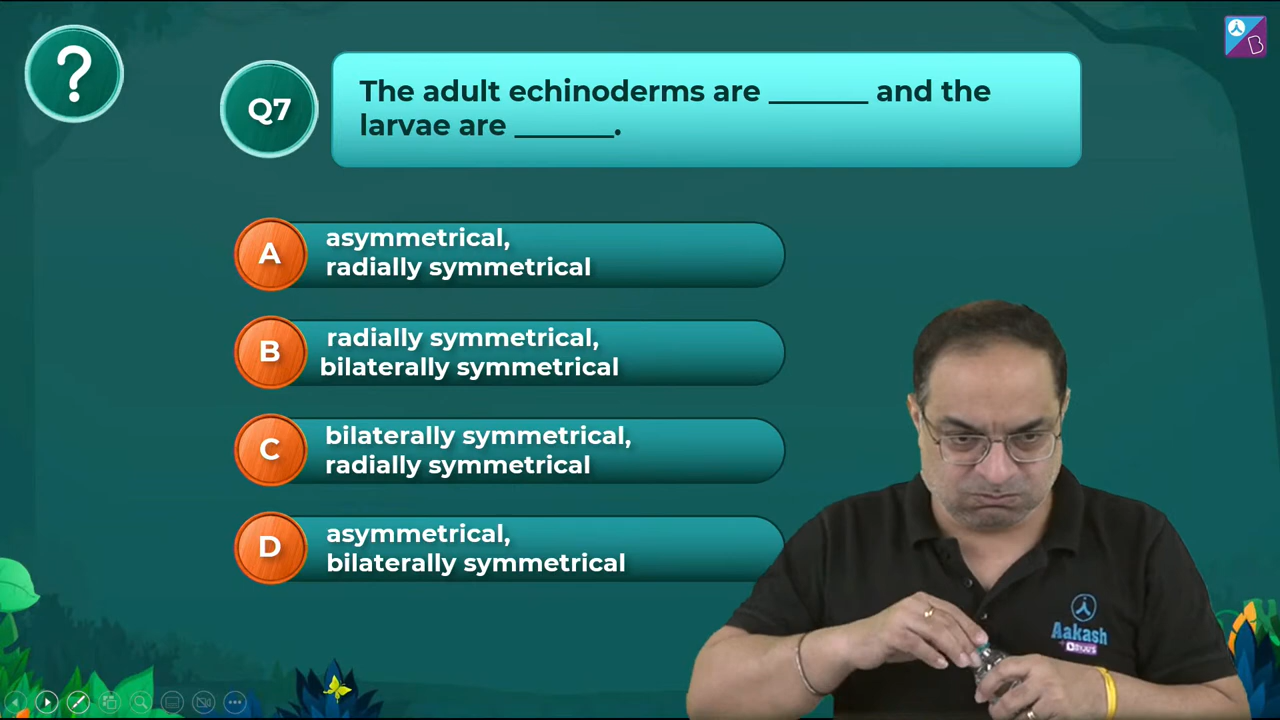 ?
Q7
The adult echinoderms are _______ and the
larvae are _______.
A
asymmetrical,
radially symmetrical
B
radially symmetrical,
bilaterally symmetrical
C
bilaterally symmetrical,
radially symmetrical
D
asymmetrical,
bilaterally symmetrical
Aakash
BYJU'S
B